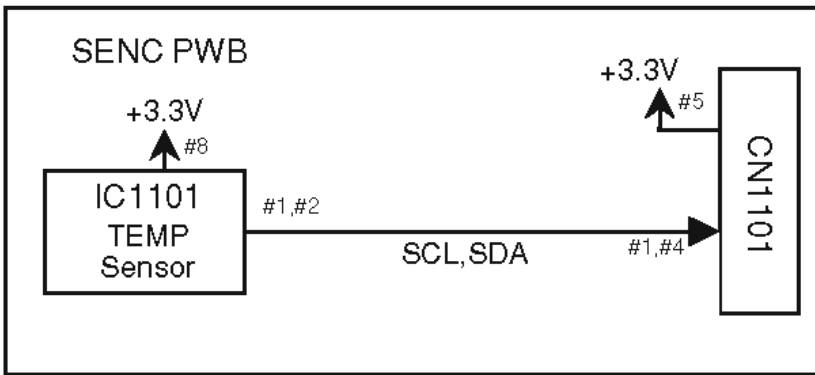 SENC PWB
+3.3V
#5
+3.3V
#8
IC1101
TEMP
Sensor
#1,#2
SCL,SDA
#1,#4
CN1101